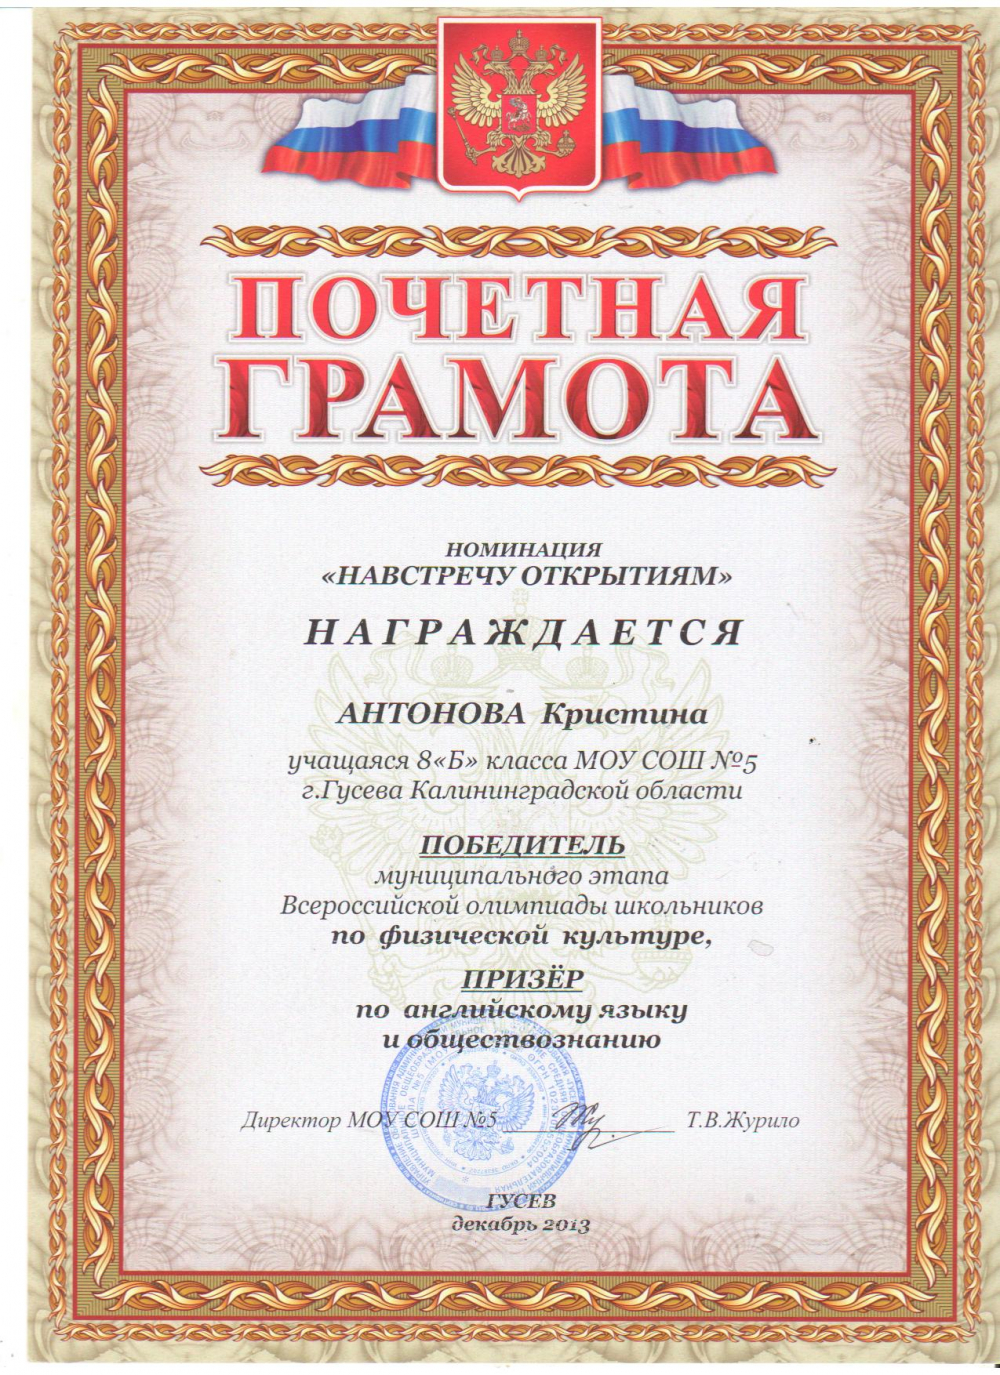 ПОЧЕТНАЯ
ГРАМОТА
НОМИНАЦИЯ
«НАВСТРЕЧУ ОТКРЫТИЯМ»
НАГРАЖДАЕТСЯ
АНТОНОВА Кристина
учащаяся 8«Б» класса МОУ СОШ №5
г.Гусева Калининградской области
ПОБЕДИТЕЛЬ
муниципального этапа
Всероссийской олимпиады школьников
по физической культуре,
ПРИЗЁР
по английскому языку
и обществознанию
Директор МОУ СОШ №5 Т.В.Журило
ГУСЕВ
декабрь 2013